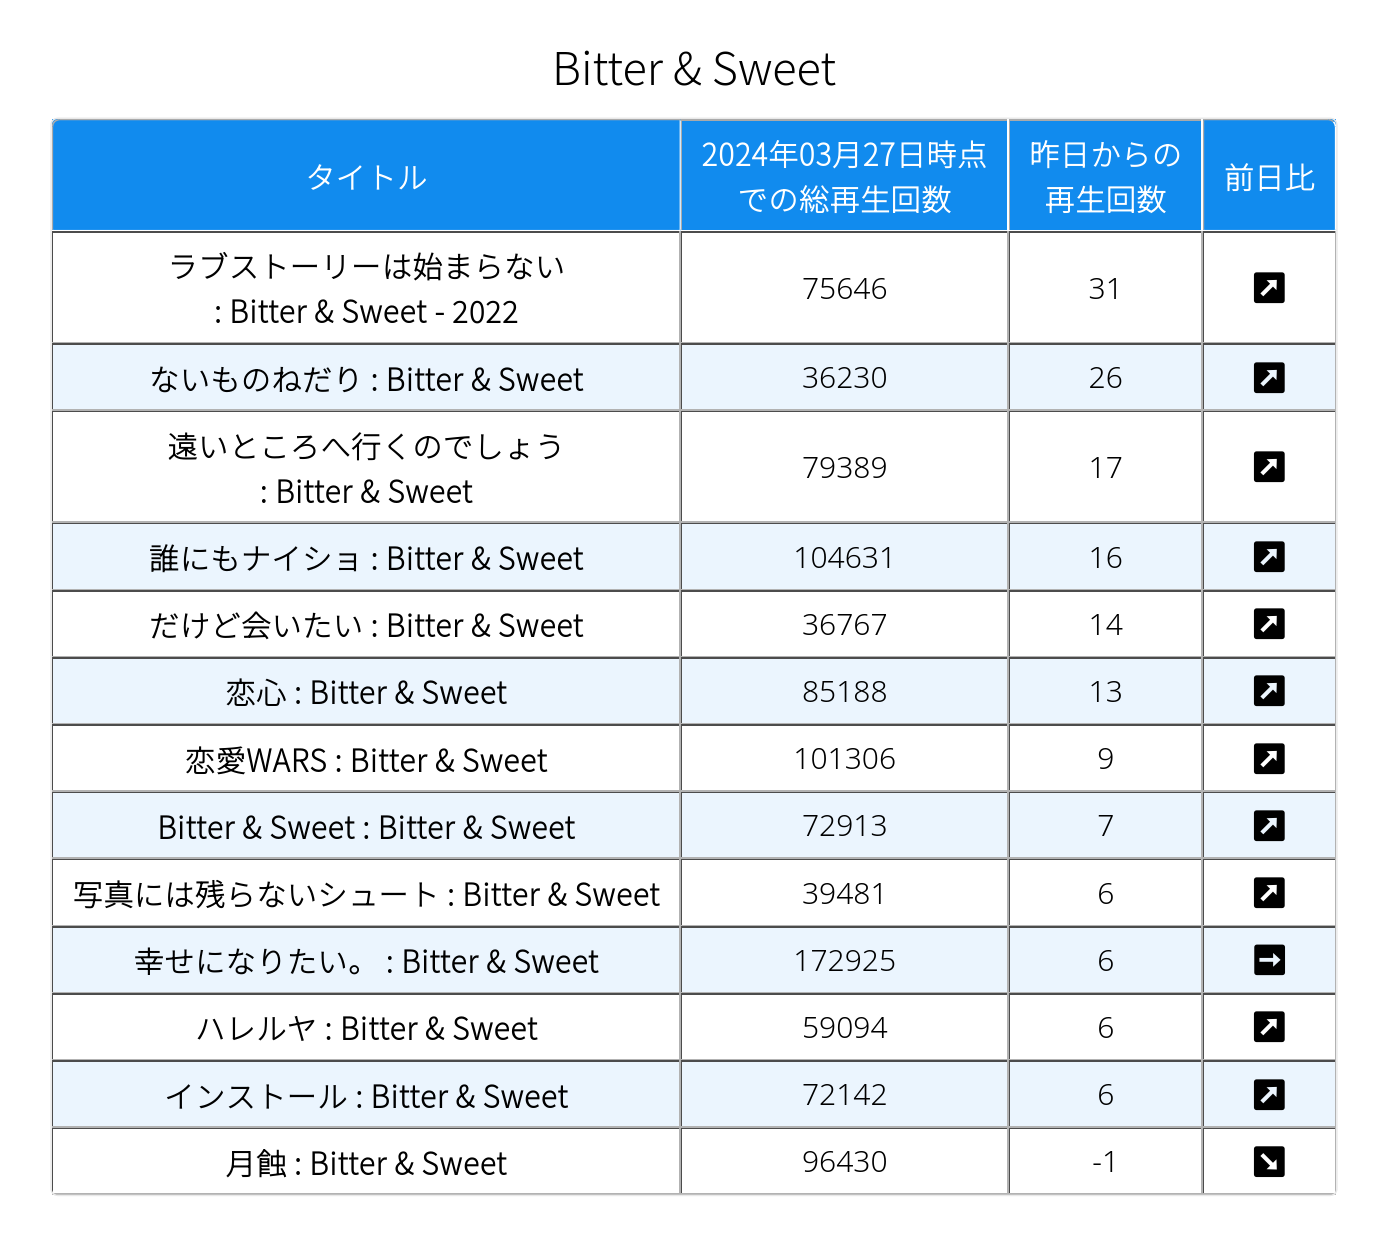 Bitter & Sweet
タイトル
2024年03月27日時点
での総再生回数
昨日からの
再生回数
前日比
ラブストーリーは始まらない
: Bitter & Sweet - 2022
75646
31
ないものねだり : Bitter & Sweet
36230
26
遠いところへ行くのでしょう
: Bitter & Sweet
79389
17
誰にもナイショ : Bitter & Sweet
104631
16
だけど会いたい : Bitter & Sweet
36767
14
恋心 : Bitter & Sweet
85188
13
恋愛WARS : Bitter & Sweet
101306
9
Bitter & Sweet : Bitter & Sweet
72913
7
写真には残らないシュート : Bitter & Sweet
39481
6
幸せになりたい。 : Bitter & Sweet
172925
6
ハレルヤ : Bitter & Sweet
59094
6
インストール : Bitter & Sweet
72142
6
月蝕 : Bitter & Sweet
96430
-1